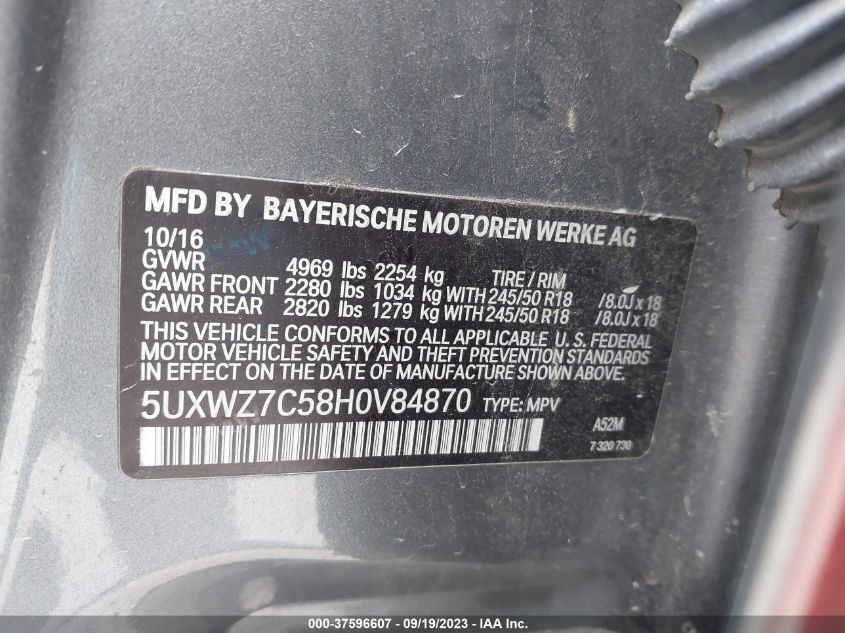 MFD BY BAYERISCHE MOTOREN WERKE AG
10/16
GVWR 4969 lbs 2254 kg TIRE / RIM
GAWR FRONT 2280 lbs 1034 kg WITH 245/50 R18 /8.0J x 18
GAWR REAR 2820 lbs 1279 kg WITH 245/50 R18 /8.0J x 18
THIS VEHICLE CONFORMS TO ALL APPLICABLE U. S. FEDERAL
MOTOR VEHICLE SAFETY AND THEFT PREVENTION STANDARDS
IN EFFECT ON THE DATE OF MANUFACTURE SHOWN ABOVE.
5UXWZ7C58H0V84870 TYPE: MPV
A52M
7 320 730
000-37596607 - 09/19/2023 - IAA Inc.